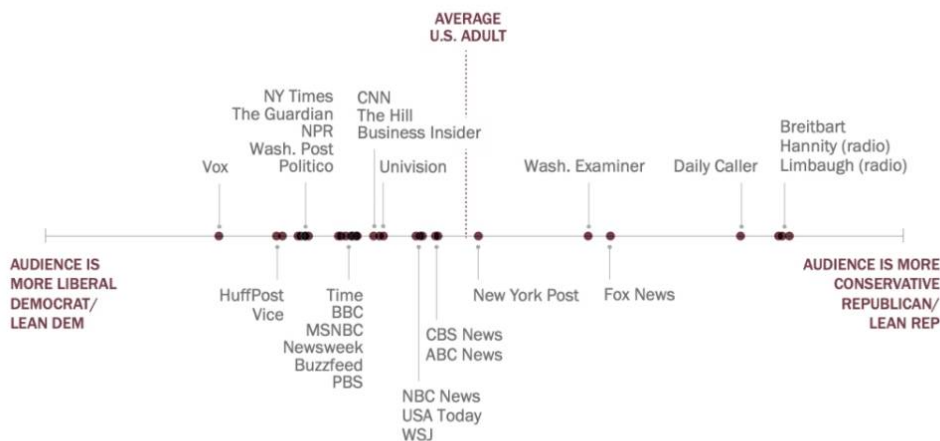 AVERAGE
U.S. ADULT
NY Times
The Guardian
NPR
Wash. Post
Politico
CNN
The Hill
Business Insider
Breitbart
Hannity (radio)
Limbaugh (radio)
Vox
Univision
Wash. Examiner
Daily Caller
AUDIENCE IS
MORE LIBERAL
DEMOCRAT/
LEAN DEM
AUDIENCE IS MORE
CONSERVATIVE
REPUBLICAN/
LEAN REP
HuffPost
Vice
Time
BBC
MSNBC
Newsweek
Buzzfeed
PBS
NBC News
USA Today
WSJ
CBS News
ABC News
New York Post
Fox News